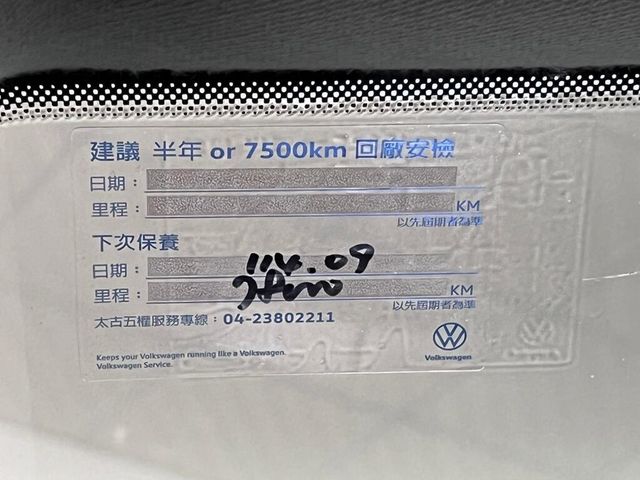 建議 半年 or 7500km 回廠安檢
日期：
里程： KM
以先屆期者為準
下次保養
日期： 114.09
里程： KM
以先屆期者為準
太古五權服務專線：04-23802211
Keeps your Volkswagen running like a Volkswagen.
Volkswagen Service.
Volkswagen